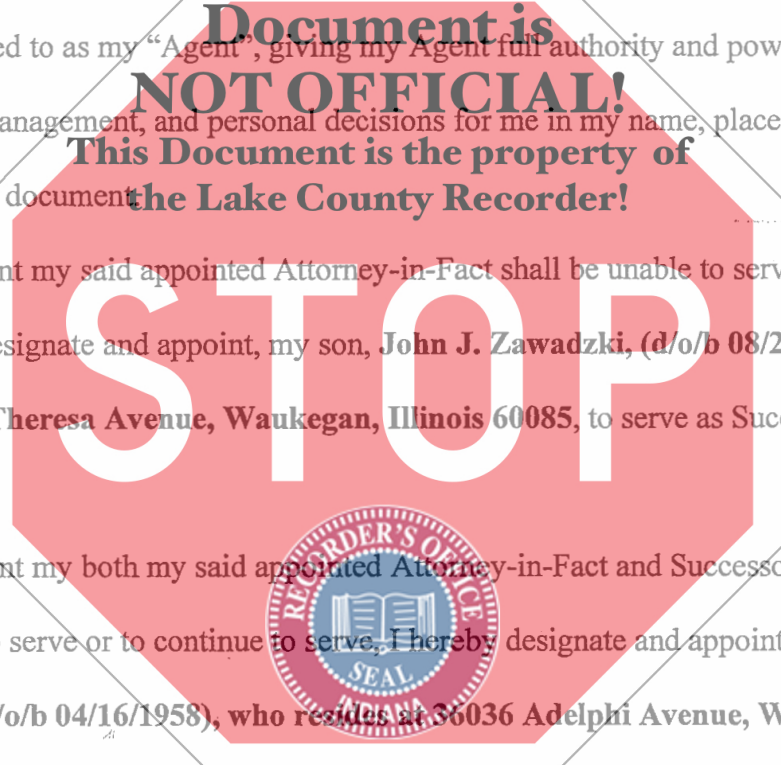 Document is
ed to as my “Agent”, giving my Agent full authority and pow
NOT OFFICIAL!
anagement, and personal decisions for me in my name, place
This Document is the property of
document.
the Lake County Recorder!
nt my said appointed Attorney-in-Fact shall be unable to serv
STOP
esignate and appoint, my son, John J. Zawadzki, (d/o/b 08/2
Theresa Avenue, Waukegan, Illinois 60085, to serve as Suc
RECORDER'S OFFICE
nt my both my said appointed Attorney-in-Fact and Successo
serve or to continue to serve, I hereby designate and appoint
SEAL
INDIANA
/o/b 04/16/1958), who resides at 36036 Adelphi Avenue, W